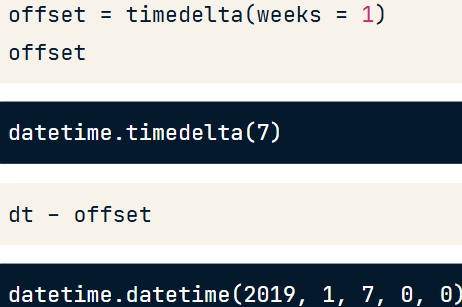 offset = timedelta(weeks = 1)
offset
datetime.timedelta(7)
dt - offset
datetime.datetime(2019, 1, 7, 0, 0)